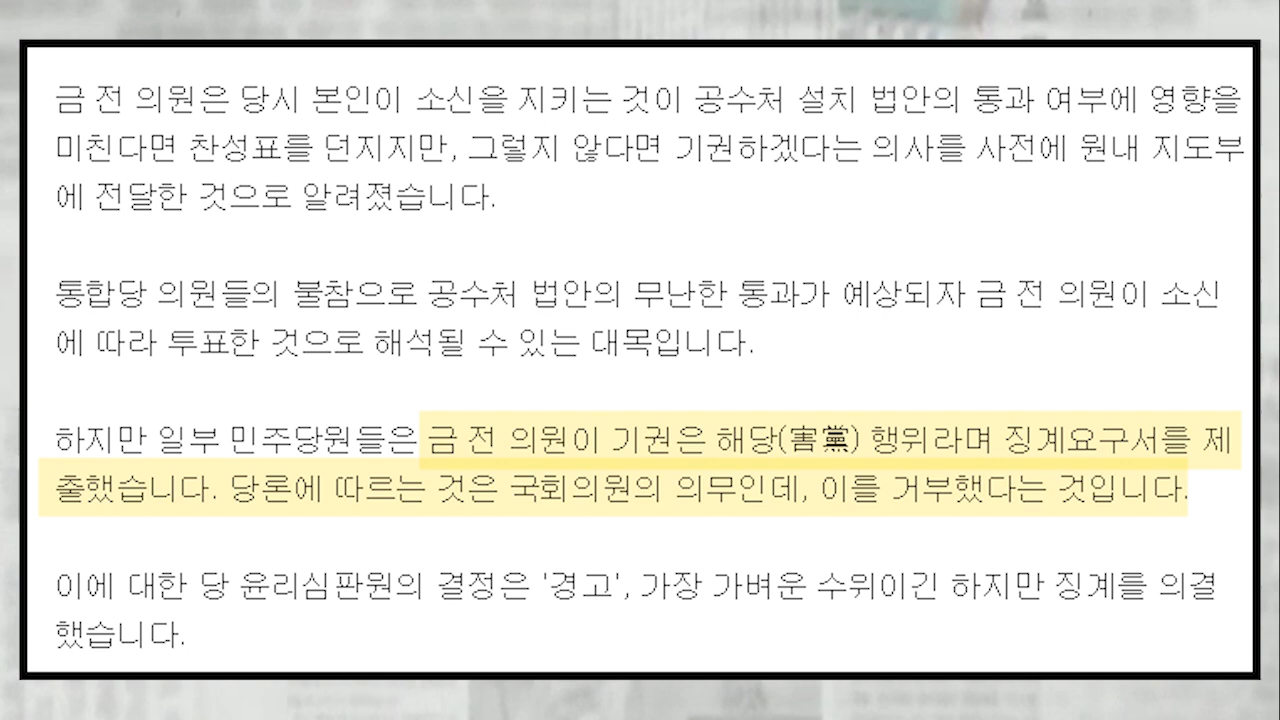 금 전 의원은 당시 본인이 소신을 지키는 것이 공수처 설치 법안의 통과 여부에 영향을
미친다면 찬성표를 던지지만, 그렇지 않다면 기권하겠다는 의사를 사전에 원내 지도부
에 전달한 것으로 알려졌습니다.
통합당 의원들의 불참으로 공수처 법안의 무난한 통과가 예상되자 금 전 의원이 소신
에 따라 투표한 것으로 해석될 수 있는 대목입니다.
하지만 일부 민주당원들은 금 전 의원이 기권은 해당(害黨) 행위라며 징계요구서를 제
출했습니다. 당론에 따르는 것은 국회의원의 의무인데, 이를 거부했다는 것입니다.
이에 대한 당 윤리심판원의 결정은 '경고', 가장 가벼운 수위이긴 하지만 징계를 의결
했습니다.